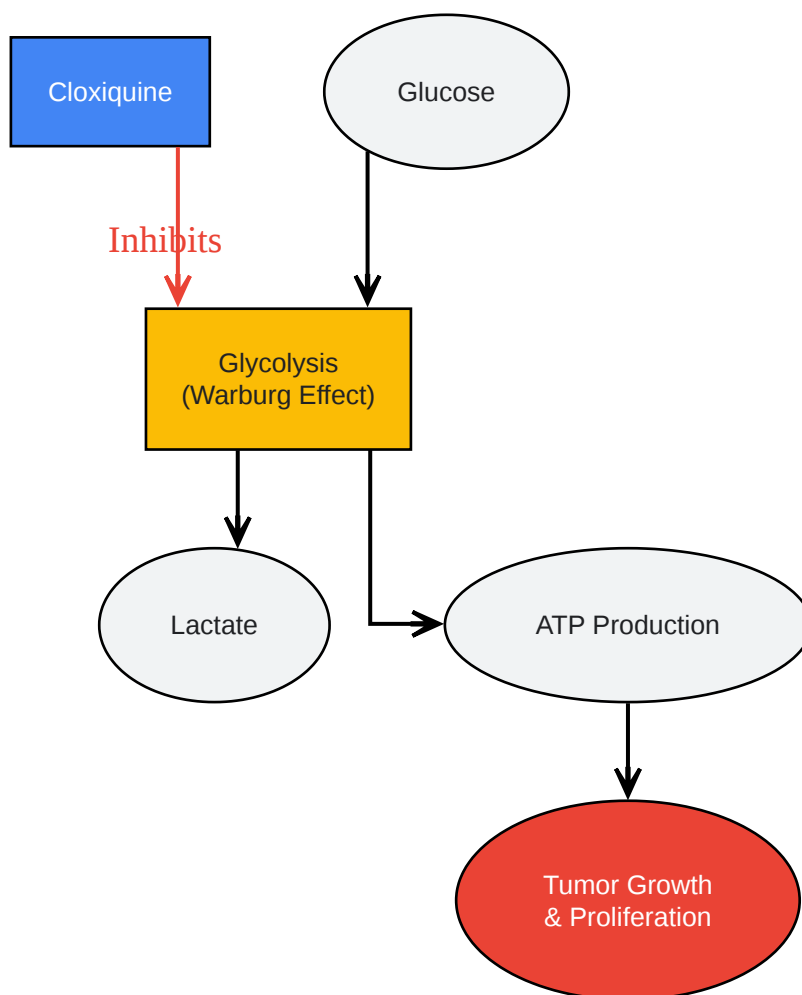 Cloxiquine
Glucose
Inhibits
Glycolysis
(Warburg Effect)
Lactate
ATP Production
Tumor Growth
& Proliferation